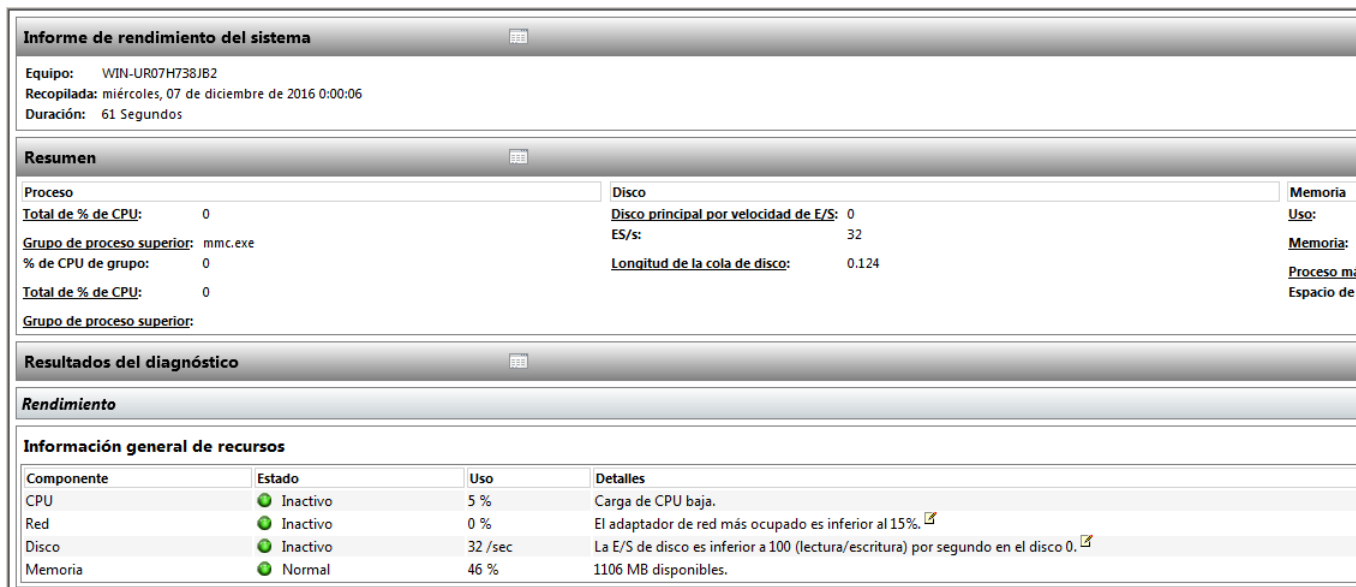 Informe de rendimiento del sistema
Equipo: WIN-UR07H738JB2
Recopilada: miércoles, 07 de diciembre de 2016 0:00:06
Duración: 61 Segundos
Resumen
Proceso Disco Memoria
Total de % de CPU: 0 Disco principal por velocidad de E/S: 0 Uso:
Grupo de proceso superior: mmc.exe ES/s: 32 Memoria:
% de CPU de grupo: 0 Longitud de la cola de disco: 0.124 Proceso má
Total de % de CPU: 0 Espacio de
Grupo de proceso superior:
Resultados del diagnóstico
Rendimiento
Información general de recursos
Componente Estado Uso Detalles
CPU Inactivo 5 % Carga de CPU baja.
Red Inactivo 0 % El adaptador de red más ocupado es inferior al 15%.
Disco Inactivo 32 /sec La E/S de disco es inferior a 100 (lectura/escritura) por segundo en el disco 0.
Memoria Normal 46 % 1106 MB disponibles.